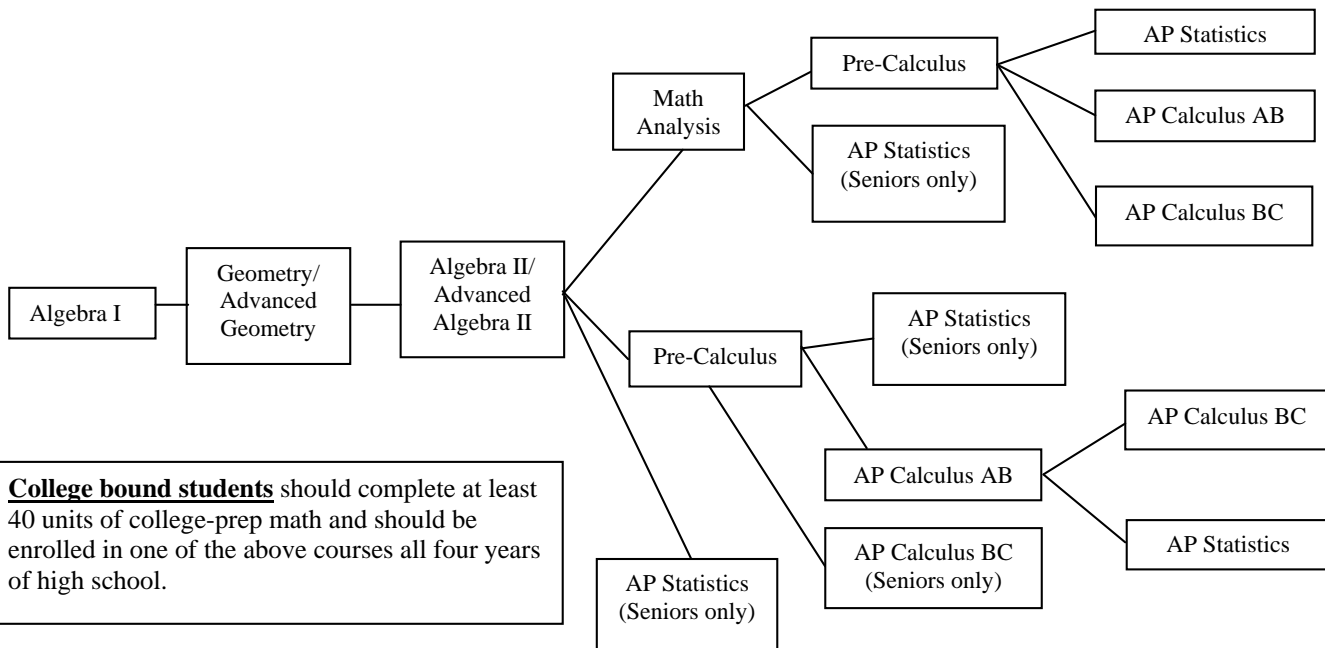 AP Statistics
Pre-Calculus
Math
Analysis
AP Calculus AB
AP Statistics
(Seniors only)
AP Calculus BC
Algebra I
Geometry/
Advanced
Geometry
Algebra II/
Advanced
Algebra II
AP Statistics
(Seniors only)
Pre-Calculus
AP Calculus BC
AP Calculus AB
AP Statistics
AP Calculus BC
(Seniors only)
AP Statistics
(Seniors only)
College bound students should complete at least
40 units of college-prep math and should be
enrolled in one of the above courses all four years
of high school.